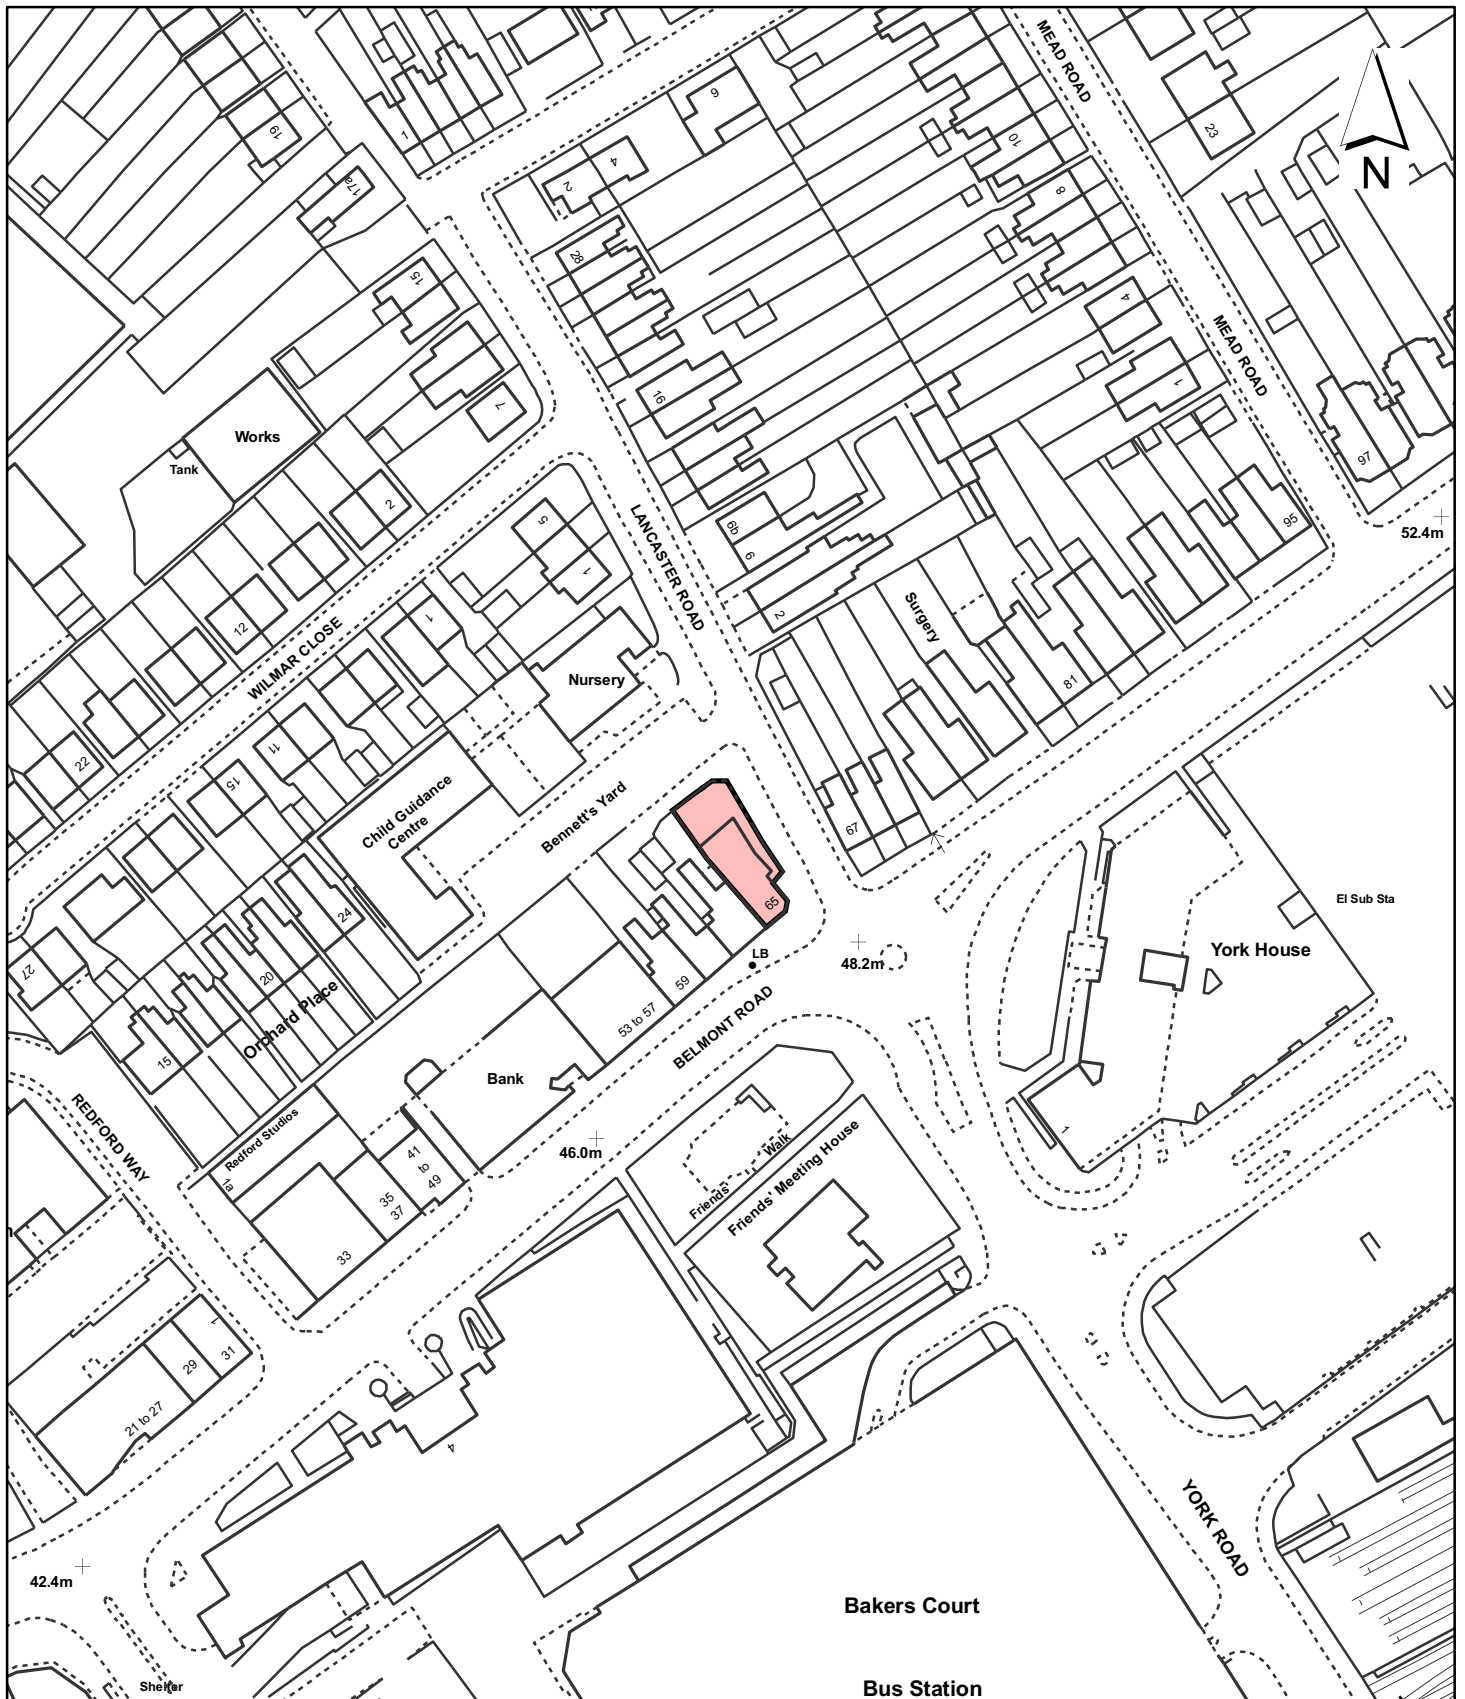 MEAD ROAD
N
19
1
6
10
23
17a
4
2
8
28
15
4
MEAD ROAD
16
1
7
Works
Tank
97
2
5
6b
6
95
52.4m
LANCASTER ROAD
1
2
Surgery
12
1
WILMAR CLOSE
Nursery
81
22
11
15
Child Guidance
Centre
Bennett's Yard
67
65
El Sub Sta
24
York House
LB
48.2m
27
20
59
Orchard Place
53 to 57
BELMONT ROAD
15
Bank
REDFORD WAY
Redford Studios
1a
46.0m
1
41
to
49
35
37
Friends'
Walk
Friends' Meeting House
33
1
31
29
21 to 27
4
YORK ROAD
42.4m
Bakers Court
Shelter
Bus Station